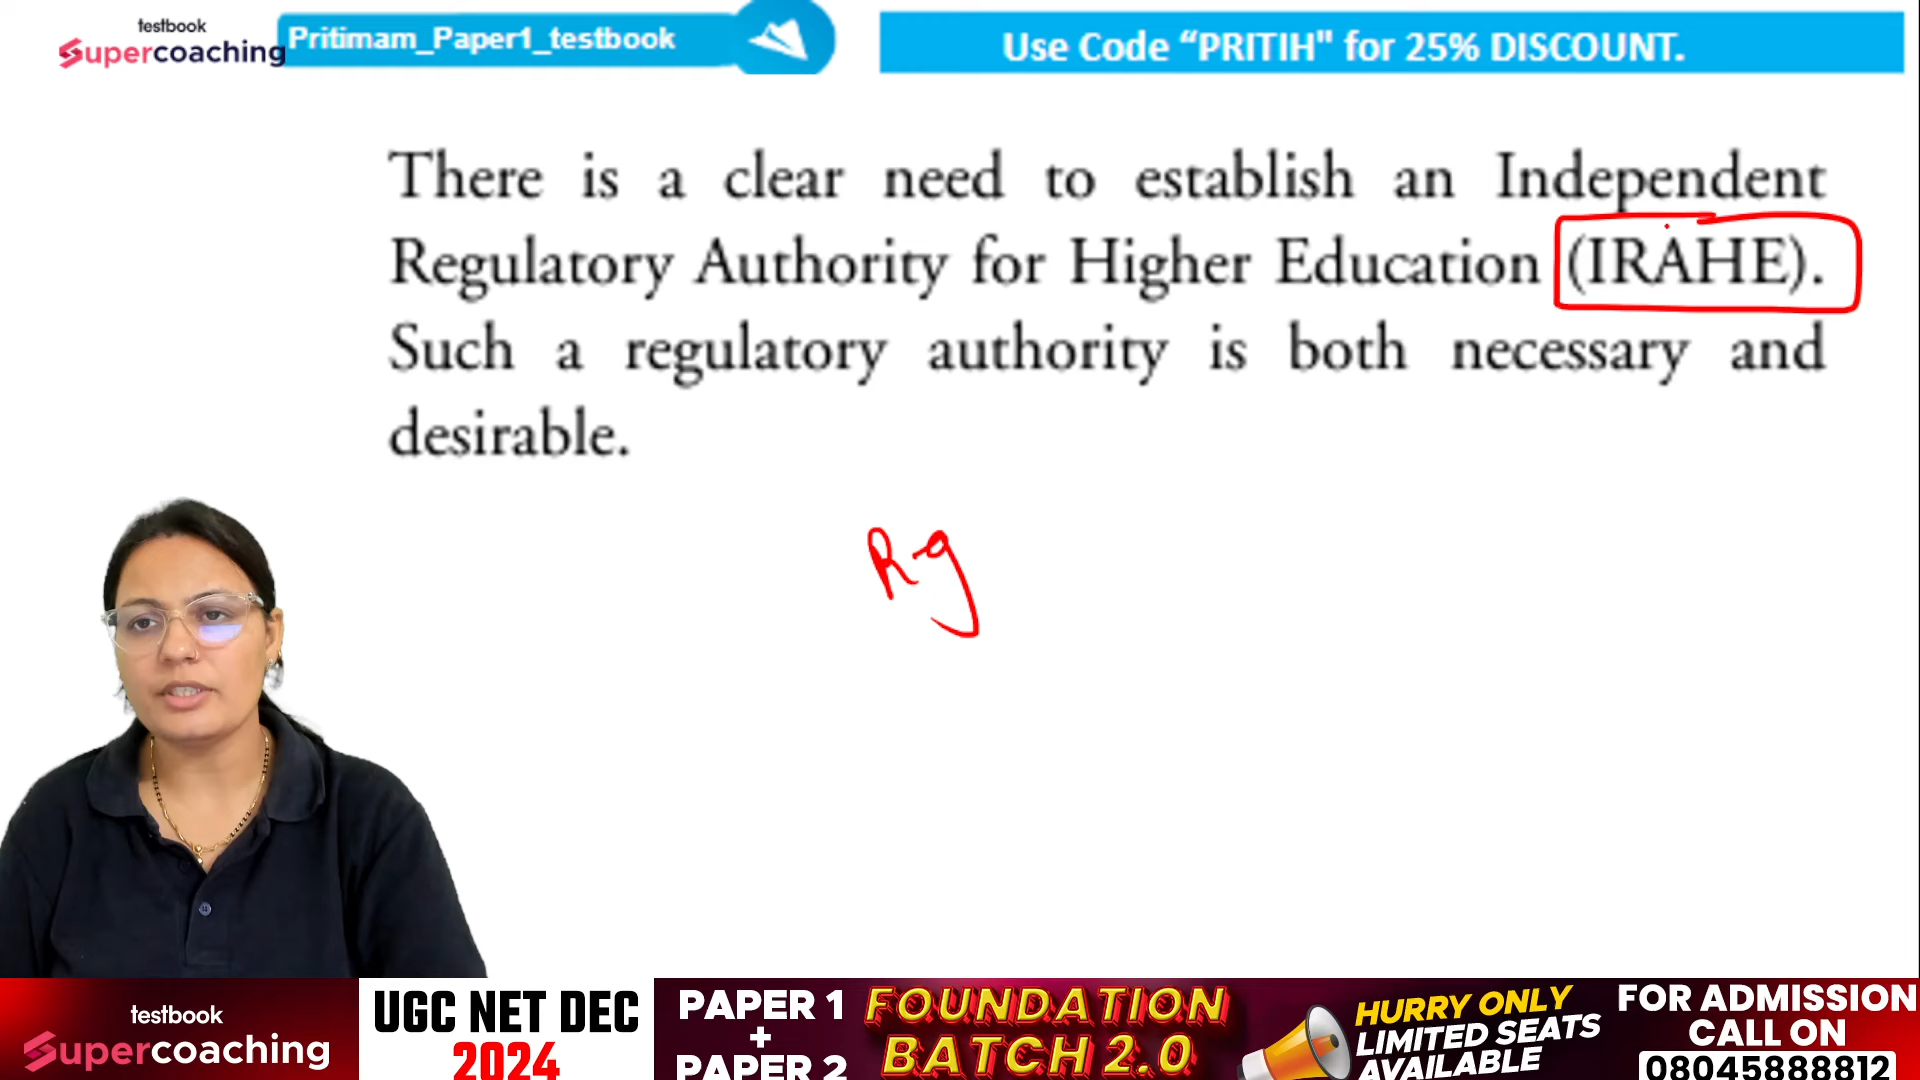 testbook
Supercoaching
Pritimam_Paper1_testbook
Use Code “PRITIH" for 25% DISCOUNT.
There is a clear need to establish an Independent
Regulatory Authority for Higher Education (IRAHE).
Such a regulatory authority is both necessary and
desirable.
Rg
testbook
Supercoaching
UGC NET DEC
2024
PAPER 1
+
PAPER 2
FOUNDATION
BATCH 2.0
HURRY ONLY
LIMITED SEATS
AVAILABLE
FOR ADMISSION
CALL ON
08045888812